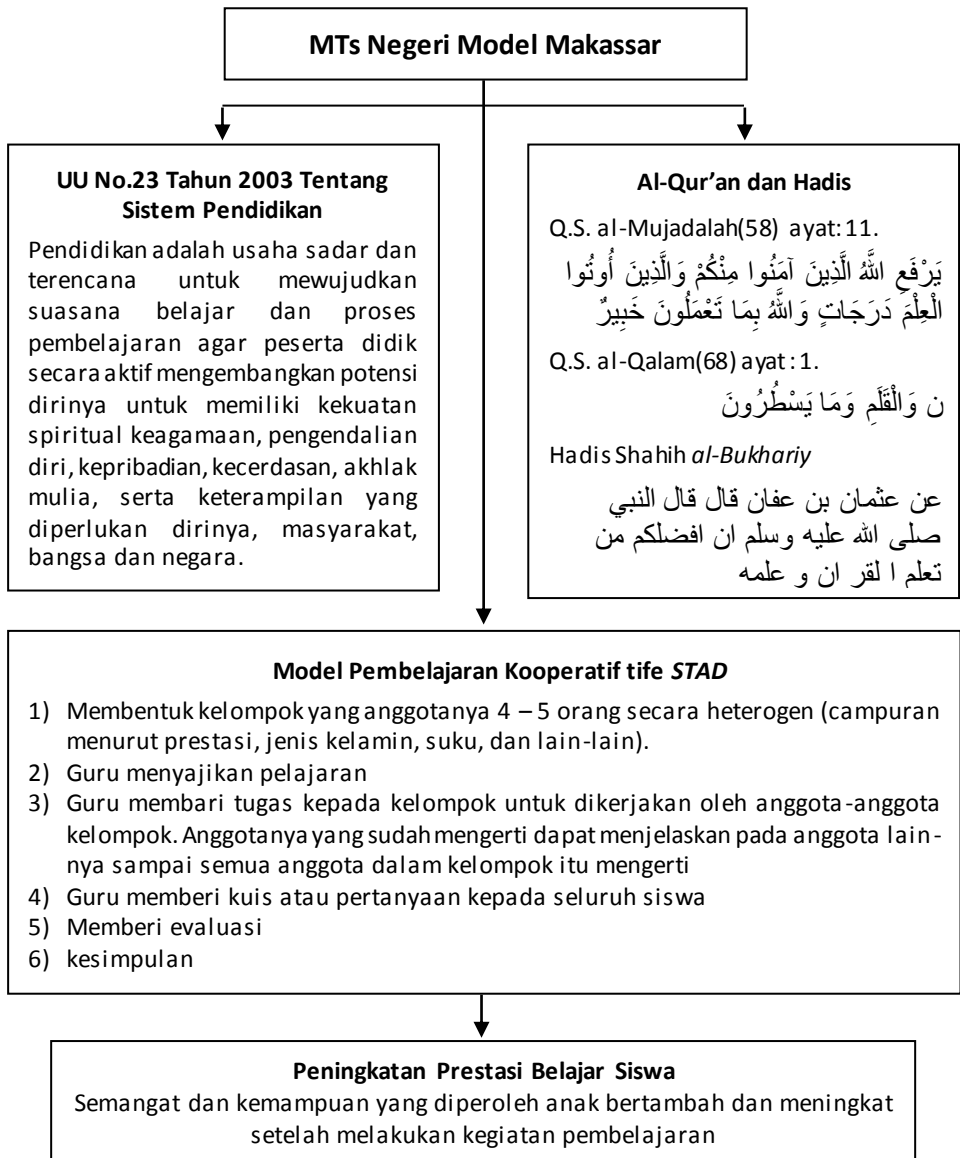 MTs Negeri Model Makassar
UU No.23 Tahun 2003 Tentang
Sistem Pendidikan
Pendidikan adalah usaha sadar dan
terencana untuk mewujudkan
suasana belajar dan proses
pembelajaran agar peserta didik
secara aktif mengembangkan potensi
dirinya untuk memiliki kekuatan
spiritual keagamaan, pengendalian
diri, kepribadian, kecerdasan, akhlak
mulia, serta keterampilan yang
diperlukan dirinya, masyarakat,
bangsa dan negara.
Al-Qur’an dan Hadis
Q.S. al-Mujadalah(58) ayat: 11.
يَرْفَعِ اللَّهُ الَّذِينَ آمَنُوا مِنْكُمْ وَالَّذِينَ أُوتُوا
الْعِلْمَ دَرَجَاتٍ وَاللَّهُ بِمَا تَعْمَلُونَ خَبِيرٌ
Q.S. al-Qalam(68) ayat : 1.
ن وَالْقَلَمِ وَمَا يَسْطُرُونَ
Hadis Shahih al-Bukhariy
عن عثمان بن عفان قال قال النبي
صلى الله عليه وسلم ان افضلكم من
تعلم ا لقر ان و علمه
Model Pembelajaran Kooperatif tife STAD
1) Membentuk kelompok yang anggotanya 4 – 5 orang secara heterogen (campuran
menurut prestasi, jenis kelamin, suku, dan lain-lain).
2) Guru menyajikan pelajaran
3) Guru membari tugas kepada kelompok untuk dikerjakan oleh anggota-anggota
kelompok. Anggotanya yang sudah mengerti dapat menjelaskan pada anggota lain-
nya sampai semua anggota dalam kelompok itu mengerti
4) Guru memberi kuis atau pertanyaan kepada seluruh siswa
5) Memberi evaluasi
6) kesimpulan
Peningkatan Prestasi Belajar Siswa
Semangat dan kemampuan yang diperoleh anak bertambah dan meningkat
setelah melakukan kegiatan pembelajaran